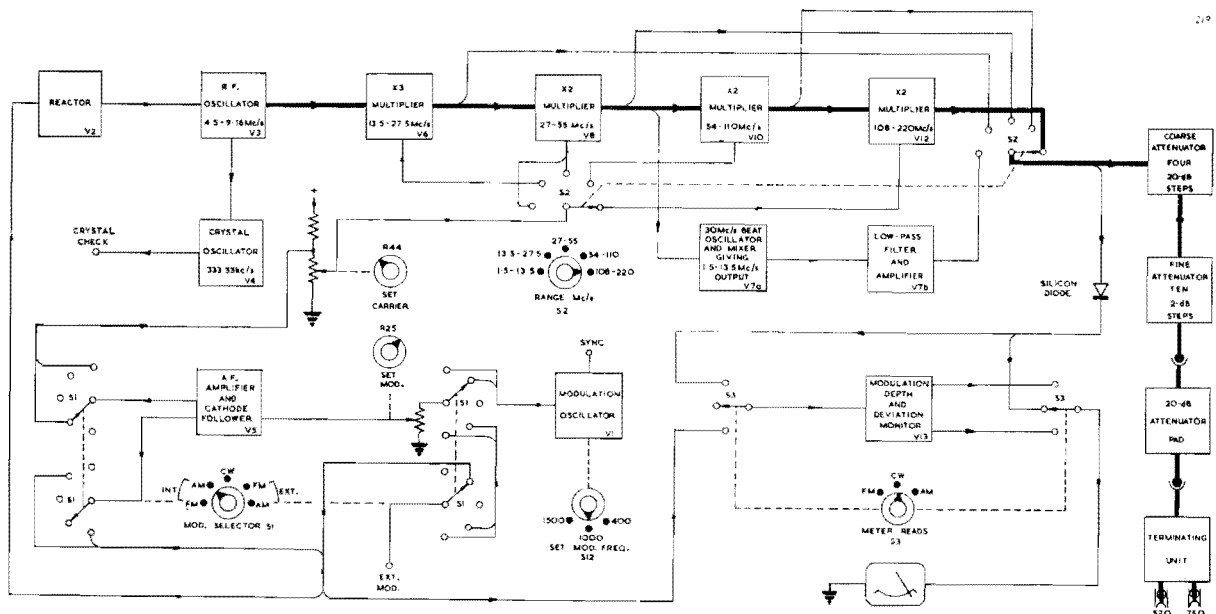 219
REACTOR
V2
R.F.
OSCILLATOR
4·5-9·16Mc/s
V3
X3
MULTIPLIER
13·5-27·5Mc/s
V6
X2
MULTIPLIER
27-55 Mc/s
V8
X2
MULTIPLIER
54-110Mc/s
V10
X2
MULTIPLIER
108-220Mc/s
V12
S2
COARSE
ATTENUATOR
FOUR
20-dB
STEPS
S2
CRYSTAL
CHECK
CRYSTAL
OSCILLATOR
333·33kc/s
V4
+
R44
SET
CARRIER
27-55
13·5-27·5
54-110
1·5-13·5
108-220
RANGE Mc/s
S2
30Mc/s BEAT
OSCILLATOR
AND MIXER
GIVING
1·5-13·5Mc/s
OUTPUT
V7a
LOW-PASS
FILTER
AND
AMPLIFIER
V7b
SILICON
DIODE
FINE
ATTENUATOR
TEN
2-dB
STEPS
R25
SET
MOD.
SYNC
S1
A.F.
AMPLIFIER
AND
CATHODE
FOLLOWER
V5
S1
MODULATION
OSCILLATOR
V1
S3
MODULATION
DEPTH
AND
DEVIATION
MONITOR
V13
S3
20-dB
ATTENUATOR
PAD
S1
INT.
AM
CW
FM
EXT.
FM
AM
MOD. SELECTOR S1
S1
1500
400
1000
SET MOD. FREQ.
S12
CW
FM
AM
METER READS
S3
EXT.
MOD.
TERMINATING
UNIT
52Ω
75Ω